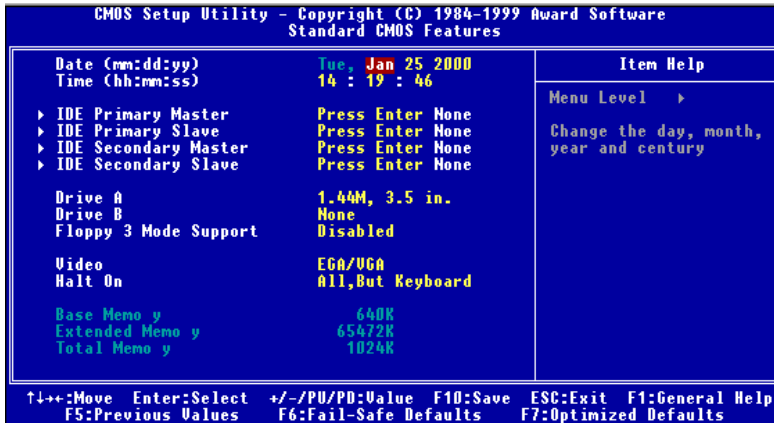 CMOS Setup Utility - Copyright (C) 1984-1999 Award Software
Standard CMOS Features
Date (mm:dd:yy) Tue, Jan 25 2000
Time (hh:mm:ss) 14 : 19 : 46
IDE Primary Master Press Enter None
IDE Primary Slave Press Enter None
IDE Secondary Master Press Enter None
IDE Secondary Slave Press Enter None
Drive A 1.44M, 3.5 in.
Drive B None
Floppy 3 Mode Support Disabled
Video EGA/VGA
Halt On All,But Keyboard
Base Memo y 640K
Extended Memo y 65472K
Total Memo y 1024K
Item Help
Menu Level ▸
Change the day, month,
year and century
↑↓→←:Move Enter:Select +/-/PU/PD:Value F10:Save ESC:Exit F1:General Help
F5:Previous Values F6:Fail-Safe Defaults F7:Optimized Defaults